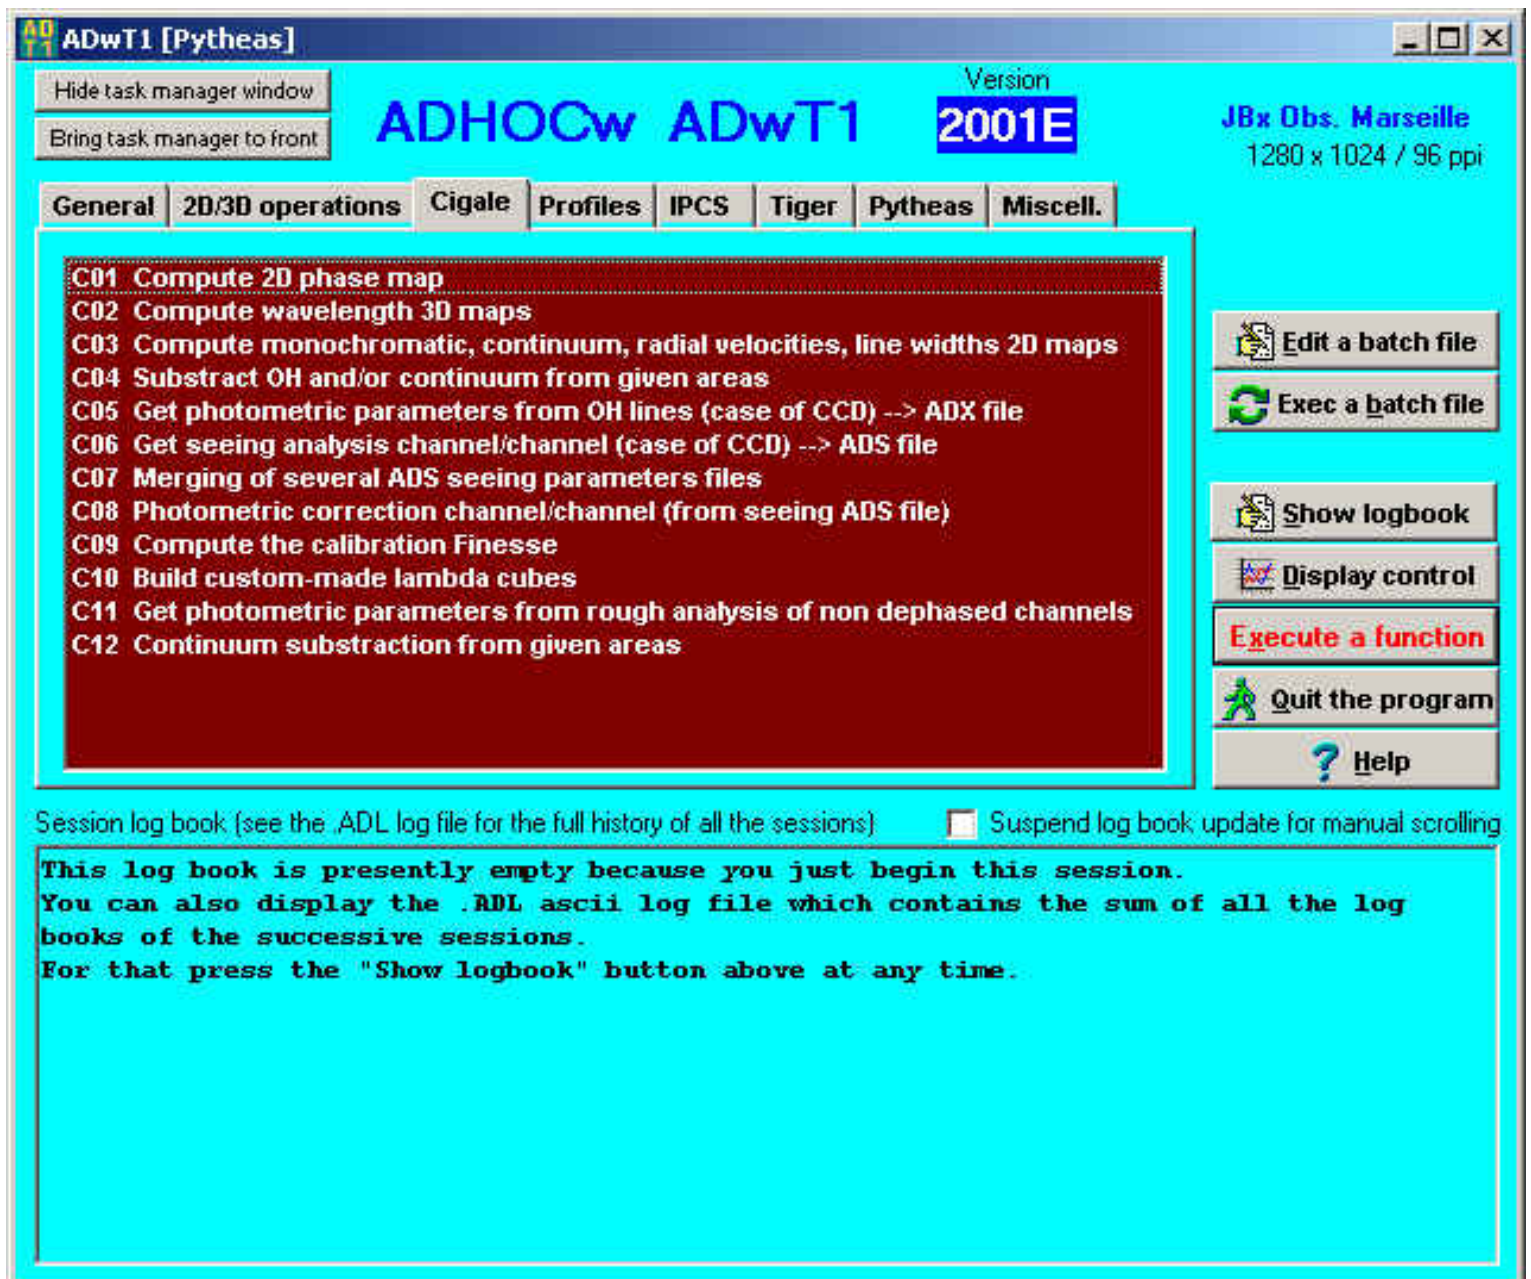 AD
T1
ADwT1 [Pytheas]
Hide task manager window
Bring task manager to front
ADHOCw ADwT1
Version
2001E
JBx Obs. Marseille
1280 x 1024 / 96 ppi
General 2D/3D operations Cigale Profiles IPCS Tiger Pytheas Miscell.
C01 Compute 2D phase map
C02 Compute wavelength 3D maps
C03 Compute monochromatic, continuum, radial velocities, line widths 2D maps
C04 Substract OH and/or continuum from given areas
C05 Get photometric parameters from OH lines (case of CCD) --> ADX file
C06 Get seeing analysis channel/channel (case of CCD) --> ADS file
C07 Merging of several ADS seeing parameters files
C08 Photometric correction channel/channel (from seeing ADS file)
C09 Compute the calibration Finesse
C10 Build custom-made lambda cubes
C11 Get photometric parameters from rough analysis of non dephased channels
C12 Continuum substraction from given areas
Edit a batch file
Exec a batch file
Show logbook
Display control
Execute a function
Quit the program
Help
Session log book (see the .ADL log file for the full history of all the sessions)
Suspend log book update for manual scrolling
This log book is presently empty because you just begin this session.
You can also display the .ADL ascii log file which contains the sum of all the log
books of the successive sessions.
For that press the "Show logbook" button above at any time.